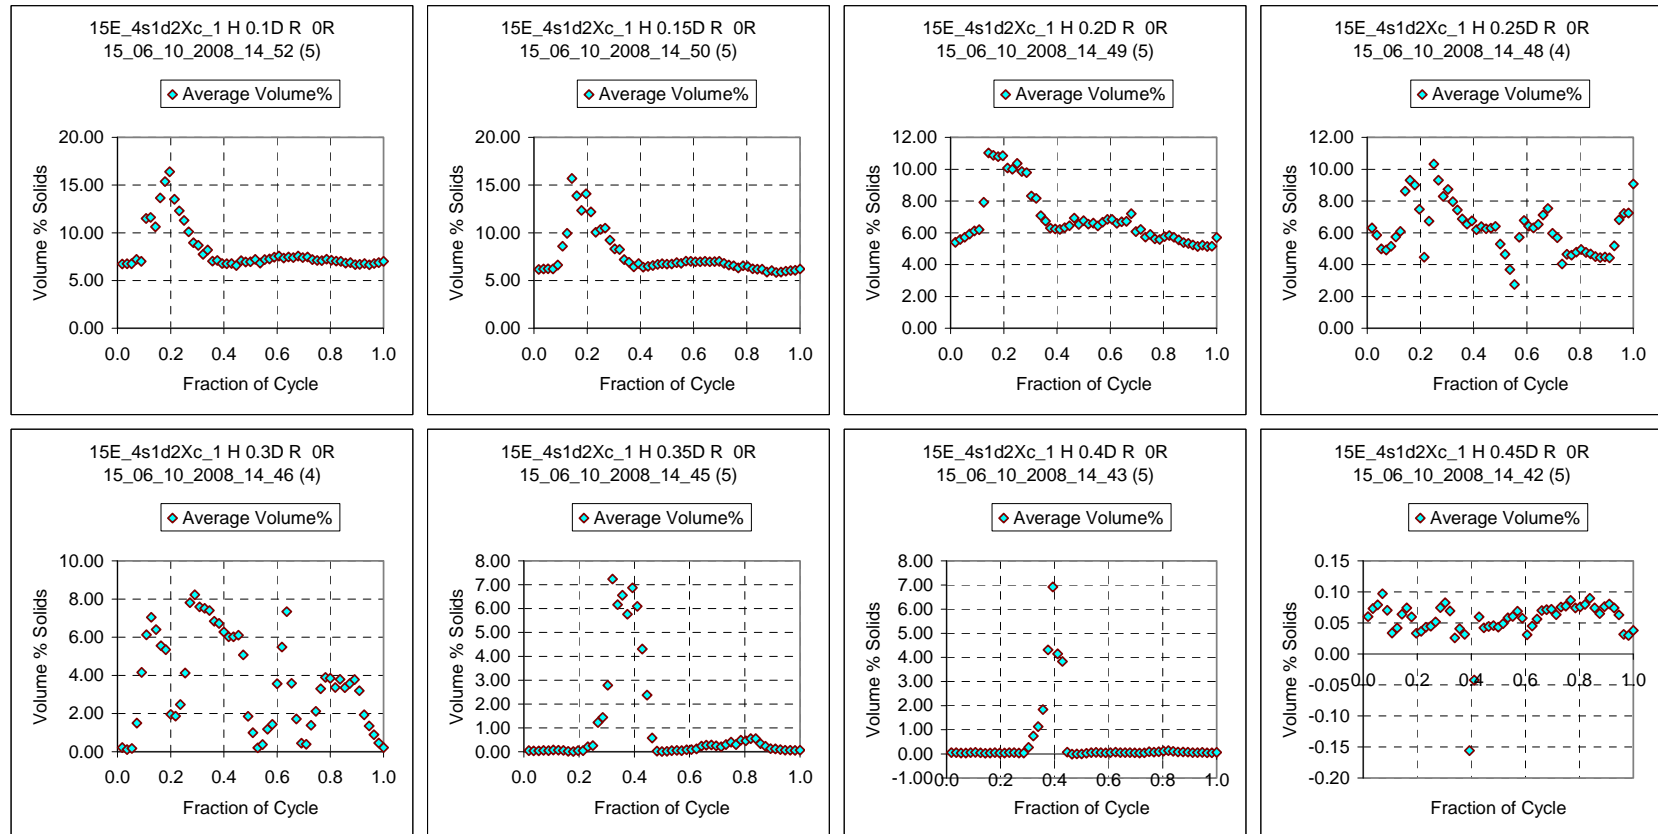 15E_4s1d2Xc_1 H 0.1D R 0R
15_06_10_2008_14_52 (5)
Average Volume%
20.00
15.00
10.00
5.00
0.00
Volume % Solids
0.0 0.2 0.4 0.6 0.8 1.0
Fraction of Cycle
15E_4s1d2Xc_1 H 0.15D R 0R
15_06_10_2008_14_50 (5)
Average Volume%
20.00
15.00
10.00
5.00
0.00
Volume % Solids
0.0 0.2 0.4 0.6 0.8 1.0
Fraction of Cycle
15E_4s1d2Xc_1 H 0.2D R 0R
15_06_10_2008_14_49 (5)
Average Volume%
12.00
10.00
8.00
6.00
4.00
2.00
0.00
Volume % Solids
0.0 0.2 0.4 0.6 0.8 1.0
Fraction of Cycle
15E_4s1d2Xc_1 H 0.25D R 0R
15_06_10_2008_14_48 (4)
Average Volume%
12.00
10.00
8.00
6.00
4.00
2.00
0.00
Volume % Solids
0.0 0.2 0.4 0.6 0.8 1.0
Fraction of Cycle
15E_4s1d2Xc_1 H 0.3D R 0R
15_06_10_2008_14_46 (4)
Average Volume%
10.00
8.00
6.00
4.00
2.00
0.00
Volume % Solids
0.0 0.2 0.4 0.6 0.8 1.0
Fraction of Cycle
15E_4s1d2Xc_1 H 0.35D R 0R
15_06_10_2008_14_45 (5)
Average Volume%
8.00
7.00
6.00
5.00
4.00
3.00
2.00
1.00
0.00
Volume % Solids
0.0 0.2 0.4 0.6 0.8 1.0
Fraction of Cycle
15E_4s1d2Xc_1 H 0.4D R 0R
15_06_10_2008_14_43 (5)
Average Volume%
8.00
7.00
6.00
5.00
4.00
3.00
2.00
1.00
0.00
-1.00
Volume % Solids
0.0 0.2 0.4 0.6 0.8 1.0
Fraction of Cycle
15E_4s1d2Xc_1 H 0.45D R 0R
15_06_10_2008_14_42 (5)
Average Volume%
0.15
0.10
0.05
0.00
-0.05
-0.10
-0.15
-0.20
Volume % Solids
0.0 0.2 0.4 0.6 0.8 1.0
Fraction of Cycle